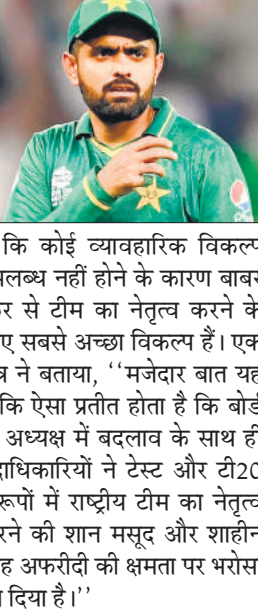 कि कोई व्यावहारिक विकल्प
पलब्ध नहीं होने के कारण बाबर
र से टीम का नेतृत्व करने के
ए सबसे अच्छा विकल्प हैं। एक
त्र ने बताया, ‘‘मजेदार बात यह
कि ऐसा प्रतीत होता है कि बोर्ड
अध्यक्ष में बदलाव के साथ ही
दाधिकारियों ने टेस्ट और टी20
रूपों में राष्ट्रीय टीम का नेतृत्व
रने की शान मसूद और शाहीन
ह अफरीदी की क्षमता पर भरोसा
दिया है।’’